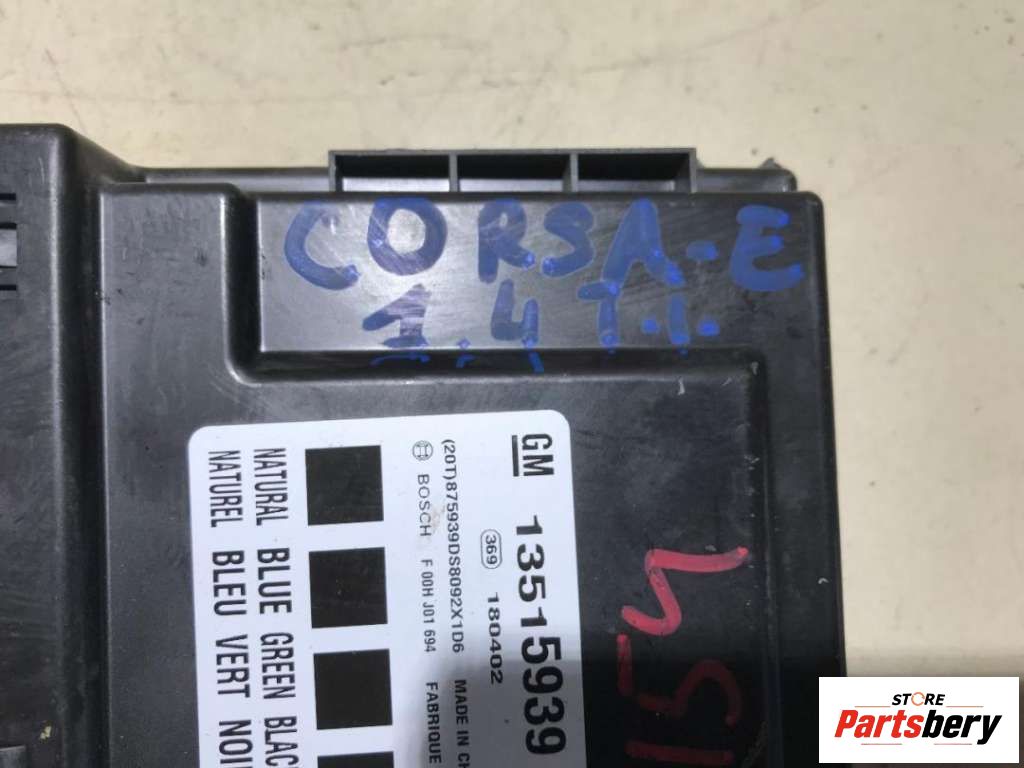 CORSA-E
1.4 T.I.
GM 13515939
369 180402
(20T)875939DS8092X1D6 MADE IN CH
BOSCH F 00H J01 694 FABRIQUE
NATURAL BLUE GREEN BLAC
NATUREL BLEU VERT NOI
STORE
Partsbery